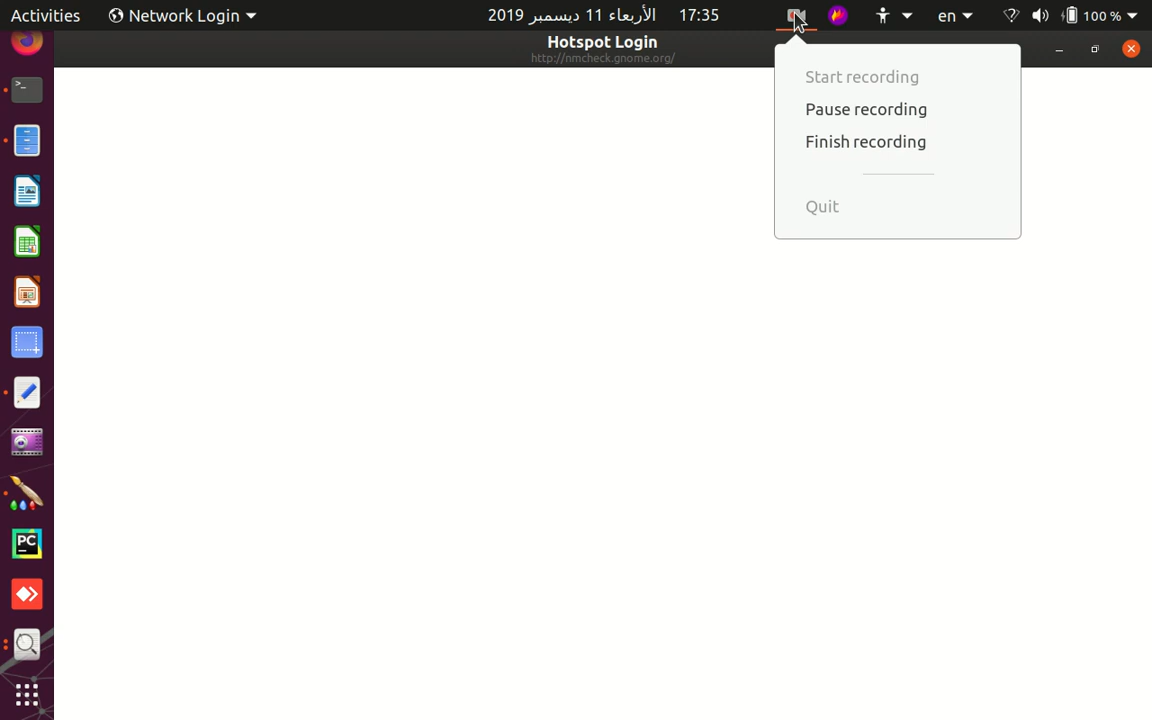 Activities
Network Login
الأربعاء 11 ديسمبر 2019 17:35
en
100 %
Hotspot Login
http://nmcheck.gnome.org/
Start recording
Pause recording
Finish recording
Quit
>_
PC